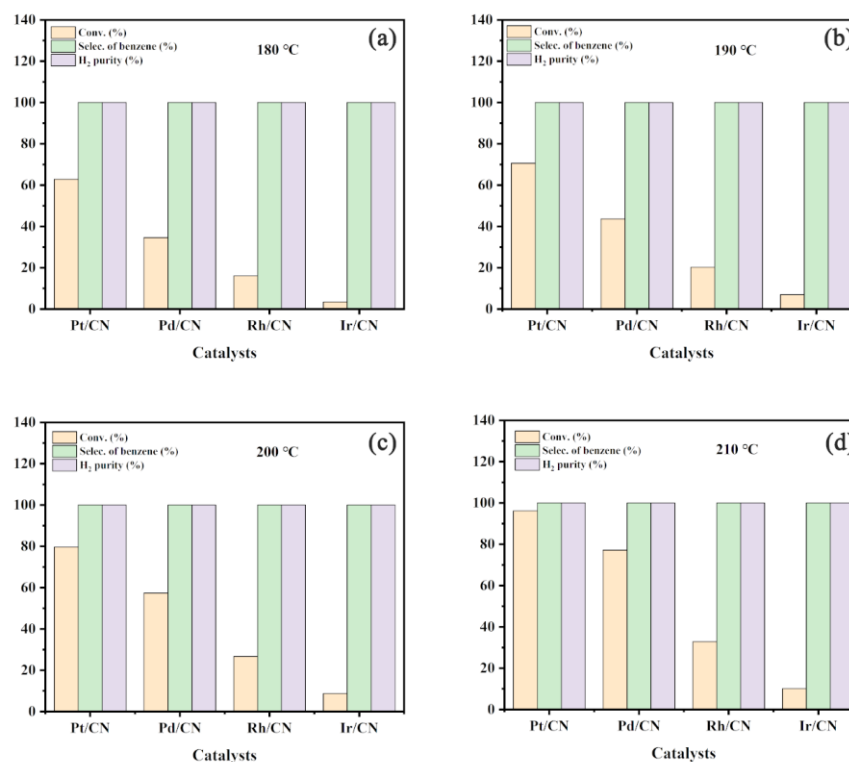 (a)
180 °C
Conv. (%)
Selec. of benzene (%)
H₂ purity (%)
140
120
100
80
60
40
20
0
Pt/CN Pd/CN Rh/CN Ir/CN
Catalysts
(b)
190 °C
Conv. (%)
Selec. of benzene (%)
H₂ purity (%)
140
120
100
80
60
40
20
0
Pt/CN Pd/CN Rh/CN Ir/CN
Catalysts
(c)
200 °C
Conv. (%)
Selec. of benzene (%)
H₂ purity (%)
140
120
100
80
60
40
20
0
Pt/CN Pd/CN Rh/CN Ir/CN
Catalysts
(d)
210 °C
Conv. (%)
Selec. of benzene (%)
H₂ purity (%)
140
120
100
80
60
40
20
0
Pt/CN Pd/CN Rh/CN Ir/CN
Catalysts